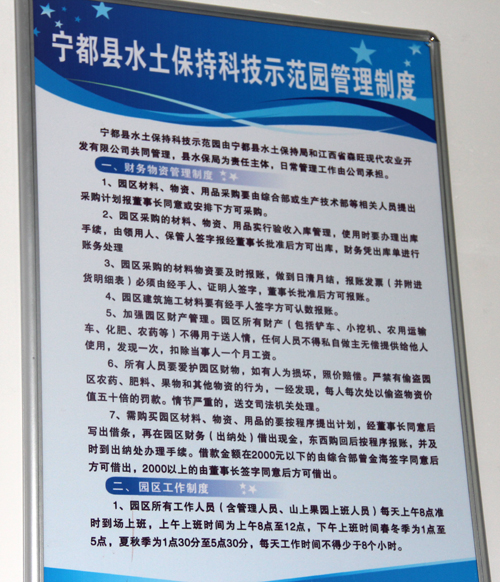 宁都县水土保持科技示范园管理制度
宁都县水土保持科技示范园由宁都县水土保持局和江西省森旺现代农业开
发有限公司共同管理，县水保局为责任主体，日常管理工作由公司承担。
一、财务物资管理制度
1、园区材料、物资、用品采购要由综合部或生产技术部等相关人员提出
采购计划报董事长同意或安排下方可采购。
2、园区采购的材料、物资、用品实行验收入库管理，使用时要办理出库
手续，由领用人、保管人签字报经董事长批准后方可出库，财务凭出库单进行
账务处理
3、园区采购的材料物资要及时报账，做到日清月结，报账发票（并附进
货明细表）必须由经手人、证明人签字，董事长批准后方可报账。
4、园区建筑施工材料要有经手人签字方可认数报账。
5、加强园区财产管理。园区所有财产（包括铲车、小挖机、农用运输
车、化肥、农药等）不得用于送人情，任何人员不得私自做主无偿提供给他人
使用，发现一次，扣除当事人一个月工资。
6、所有人员要爱护园区财物，如有人为损坏，照价赔偿。严禁有偷盗园
区农药、肥料、果物和其他物资的行为，一经发现，每人每次处以偷盗物资价
值五十倍的罚款。情节严重的，送交司法机关处理。
7、需购买园区材料、物资、用品的要按程序提出计划，经董事长同意后
写出借条，再在园区财务（出纳处）借出现金，东西购回后按程序报账，并及
时到出纳处办理手续。借款金额在2000元以下的由综合部管金海签字同意后
方可借出，2000以上的由董事长签字同意后方可借出。
二、园区工作制度
1、园区所有工作人员（含管理人员、山上果园上班人员）每天上午8点准
时到场上班，上午上班时间为上午8点至12点，下午上班时间春冬季为1点至
5点，夏秋季为1点30分至5点30分，每天工作时间不得少于8个小时。